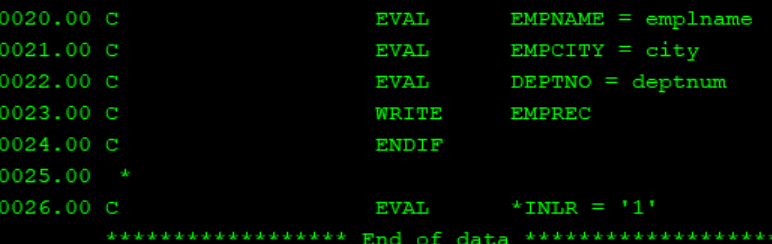 0020.00 C                   EVAL      EMPNAME = emplname
0021.00 C                   EVAL      EMPCITY = city
0022.00 C                   EVAL      DEPTNO = deptnum
0023.00 C                   WRITE     EMPREC
0024.00 C                   ENDIF
0025.00  *
0026.00 C                   EVAL      *INLR = '1'
****************** End of data *******************